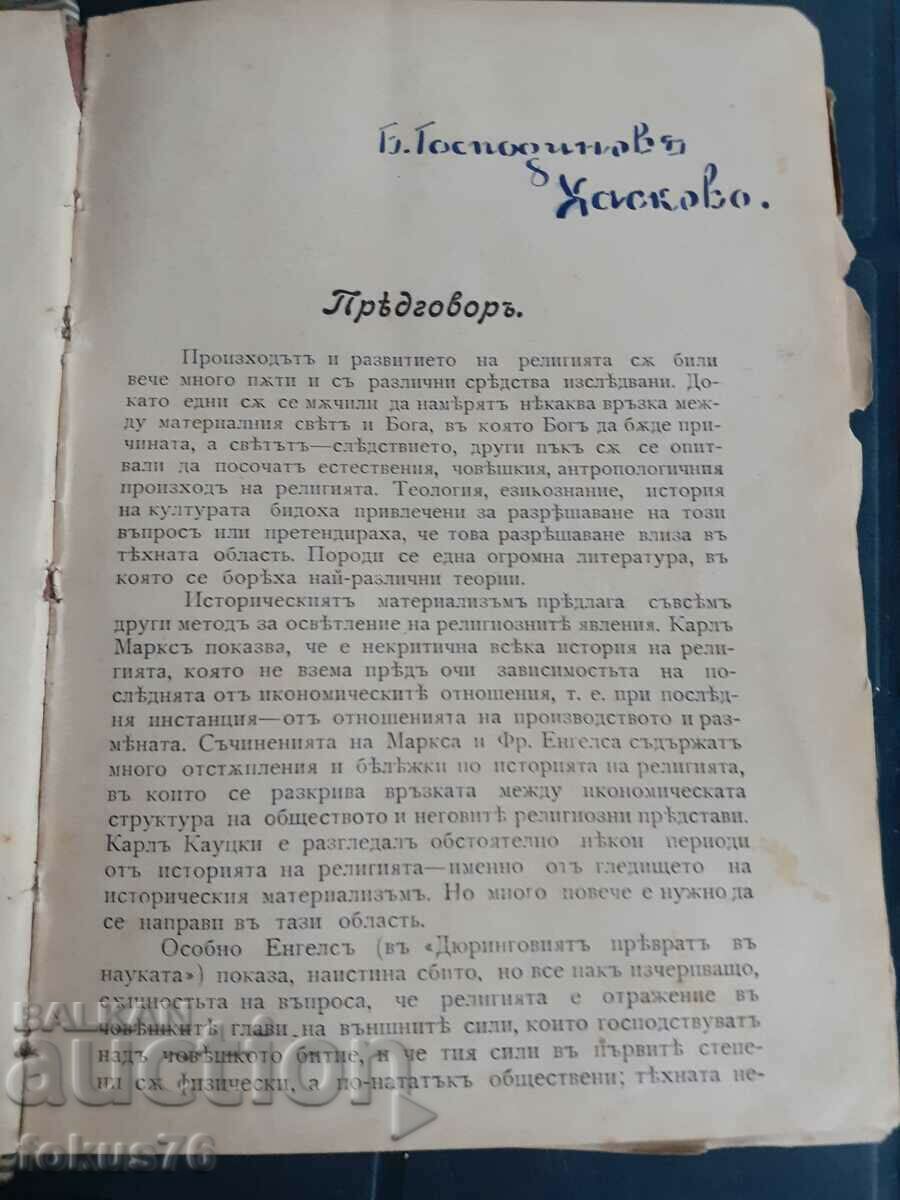 Б. Господиновъ
Хасково.
Прѣдговоръ.
Произходътъ и развитието на религията сѫ били
вече много пѫти и съ различни срѣдства изслѣдвани. До-
като едни сѫ се мѫчили да намѣрятъ нѣкаква връзка меж-
ду материалния свѣтъ и Бога, въ която Богъ да бѫде при-
чината, а свѣтътъ—слѣдствието, други пъкъ сѫ се опит-
вали да посочатъ естествения, човѣшкия, антропологичния
произходъ на религията. Теология, езикознание, история
на културата бидоха привлечени за разрѣшаване на този
въпросъ или претендираха, че това разрѣшаване влиза въ
тѣхната область. Породи се една огромна литература, въ
която се борѣха най-различни теории.
Историческиятъ материализъмъ прѣдлага съвсѣмъ
други методъ за освѣтление на религиознитѣ явления. Карлъ
Марксъ показва, че е некритична всѣка история на рели-
гията, която не взема прѣдъ очи зависимостьта на по-
слѣднята отъ икономическитѣ отношения, т. е. при послѣд-
ня инстанция—отъ отношенията на производството и раз-
мѣната. Съчиненията на Маркса и Фр. Енгелса съдържатъ
много отстѫпления и бѣлѣжки по историята на религията,
въ които се разкрива връзката между икономическата
структура на обществото и неговитѣ религиозни прѣдстави.
Карлъ Кауцки е разгледалъ обстоятелно нѣкои периоди
отъ историята на религията—именно отъ гледището на
историческия материализъмъ. Но много повече е нужно да
се направи въ тази область.
Особно Енгелсъ (въ «Дюринговиятъ прѣвратъ въ
науката») показа, наистина сбито, но все пакъ изчерпващо,
сѫщностьта на въпроса, че религията е отражение въ
човѣшкитѣ глави на външнитѣ сили, които господствуватъ
надъ човѣшкото битие, и че тия сили въ първитѣ степе-
ни сѫ физически, а по-нататъкъ обществени; тѣхната не-
BALKAN
auction
fokus76